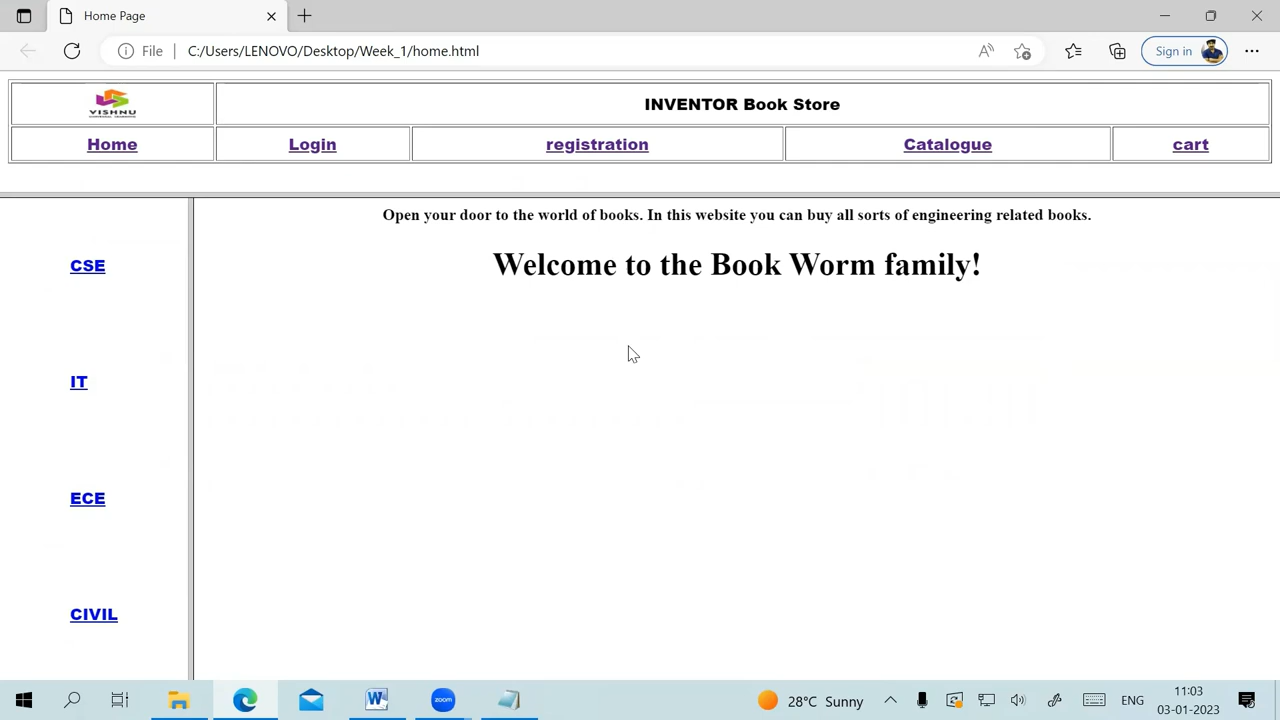 Home Page
File
C:/Users/LENOVO/Desktop/Week_1/home.html
Sign in
VISHNU
INVENTOR Book Store
Home
Login
registration
Catalogue
cart
Open your door to the world of books. In this website you can buy all sorts of engineering related books.
Welcome to the Book Worm family!
CSE
IT
ECE
CIVIL
W
zoom
28°C Sunny
ENG
11:03
03-01-2023